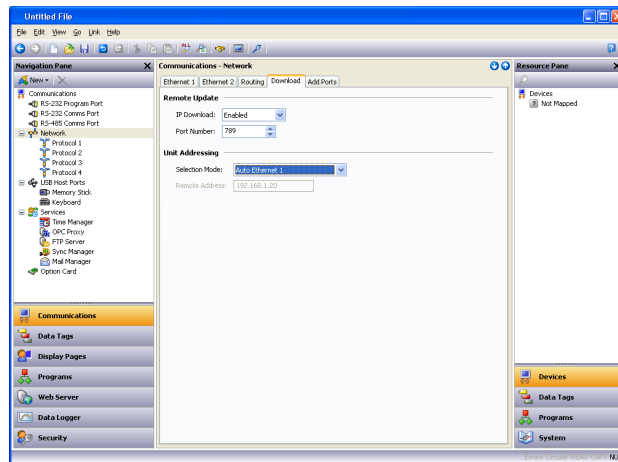 Untitled File
File Edit View Go Link Help
Navigation Pane
New
Communications
RS-232 Program Port
RS-232 Comms Port
RS-485 Comms Port
Network
Protocol 1
Protocol 2
Protocol 3
Protocol 4
USB Host Ports
Memory Stick
Keyboard
Services
Time Manager
OPC Proxy
FTP Server
Sync Manager
Mail Manager
Option Card
Communications
Data Tags
Display Pages
Programs
Web Server
Data Logger
Security
Communications - Network
Ethernet 1 Ethernet 2 Routing Download Add Ports
Remote Update
IP Download: Enabled
Port Number: 789
Unit Addressing
Selection Mode: Auto Ethernet 1
Remote Address: 192.168.1.20
Resource Pane
Devices
Not Mapped
Devices
Data Tags
Programs
System
Errors Circular READ CAPS NU